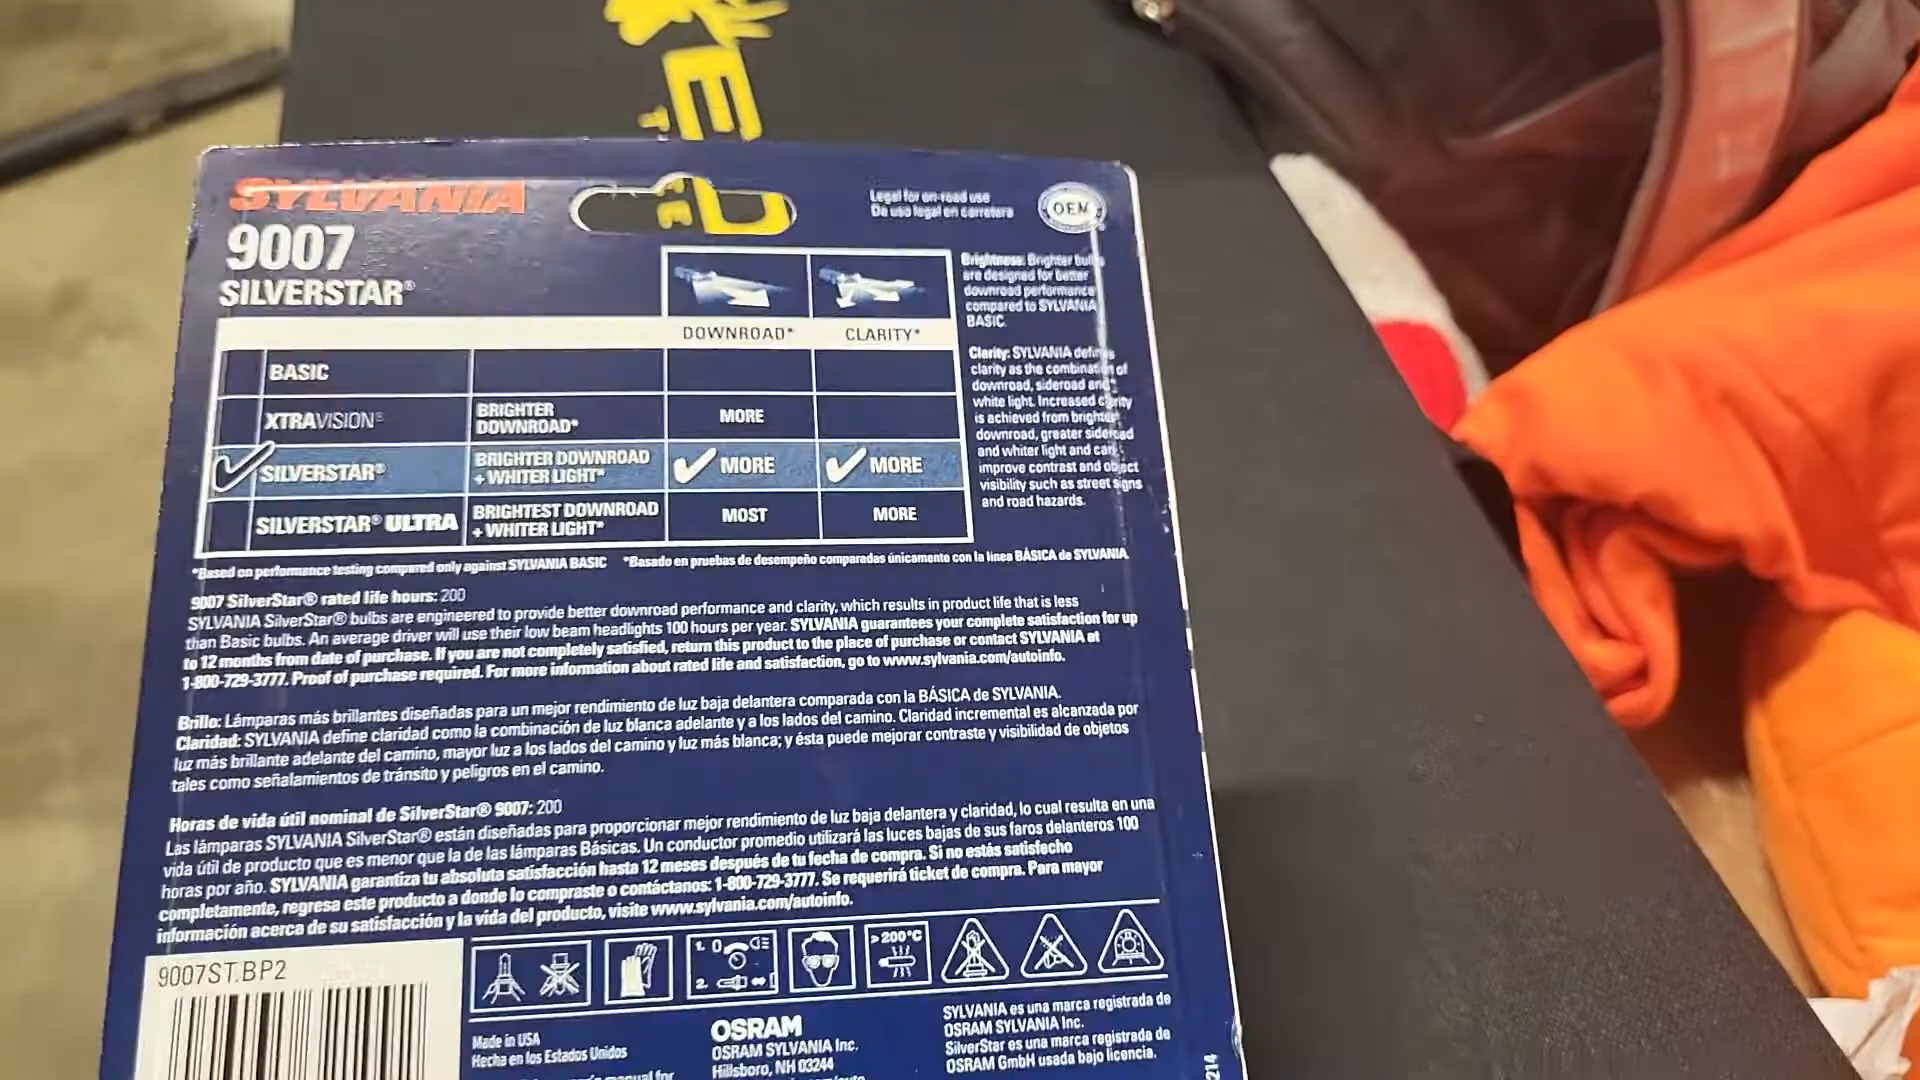 E
T
SYLVANIA
9007
SILVERSTAR®
Legal for on-road use
De uso legal en carretera
OEM
DOWNROAD* CLARITY*
BASIC
XTRAVISION® BRIGHTER DOWNROAD* MORE
SILVERSTAR® BRIGHTER DOWNROAD + WHITER LIGHT* MORE MORE
SILVERSTAR® ULTRA BRIGHTEST DOWNROAD + WHITER LIGHT* MOST MORE
Brightness: Brighter bulbs
are designed for better
downroad performance
compared to SYLVANIA
BASIC.
Clarity: SYLVANIA defines
clarity as the combination of
downroad, sideroad and
white light. Increased clarity
is achieved from brighter
downroad, greater sideroad
and whiter light and can
improve contrast and object
visibility such as street signs
and road hazards.
*Based on performance testing compared only against SYLVANIA BASIC *Basado en pruebas de desempeño comparadas únicamente con la línea BÁSICA de SYLVANIA.
9007 SilverStar® rated life hours: 200
SYLVANIA SilverStar® bulbs are engineered to provide better downroad performance and clarity, which results in product life that is less
than Basic bulbs. An average driver will use their low beam headlights 100 hours per year. SYLVANIA guarantees your complete satisfaction for up
to 12 months from date of purchase. If you are not completely satisfied, return this product to the place of purchase or contact SYLVANIA at
1-800-729-3777. Proof of purchase required. For more information about rated life and satisfaction, go to www.sylvania.com/autoinfo.
Brillo: Lámparas más brillantes diseñadas para un mejor rendimiento de luz baja delantera comparada con la BÁSICA de SYLVANIA.
Claridad: SYLVANIA define claridad como la combinación de luz blanca adelante y a los lados del camino. Claridad incremental es alcanzada por
luz más brillante adelante del camino, mayor luz a los lados del camino y luz más blanca; y ésta puede mejorar contraste y visibilidad de objetos
tales como señalamientos de tránsito y peligros en el camino.
Horas de vida útil nominal de SilverStar® 9007: 200
Las lámparas SYLVANIA SilverStar® están diseñadas para proporcionar mejor rendimiento de luz baja delantera y claridad, lo cual resulta en una
vida útil de producto que es menor que la de las lámparas Básicas. Un conductor promedio utilizará las luces bajas de sus faros delanteros 100
horas por año. SYLVANIA garantiza tu absoluta satisfacción hasta 12 meses después de tu fecha de compra. Si no estás satisfecho
completamente, regresa este producto a donde lo compraste o contáctanos: 1-800-729-3777. Se requerirá ticket de compra. Para mayor
información acerca de su satisfacción y la vida del producto, visite www.sylvania.com/autoinfo.
9007ST.BP2
1. 0
2.
>200°C
Made in USA
Hecha en los Estados Unidos
manual for
OSRAM
OSRAM SYLVANIA Inc.
Hillsboro, NH 03244
SYLVANIA es una marca registrada de
OSRAM SYLVANIA Inc.
SilverStar es una marca registrada de
OSRAM GmbH usada bajo licencia.
214